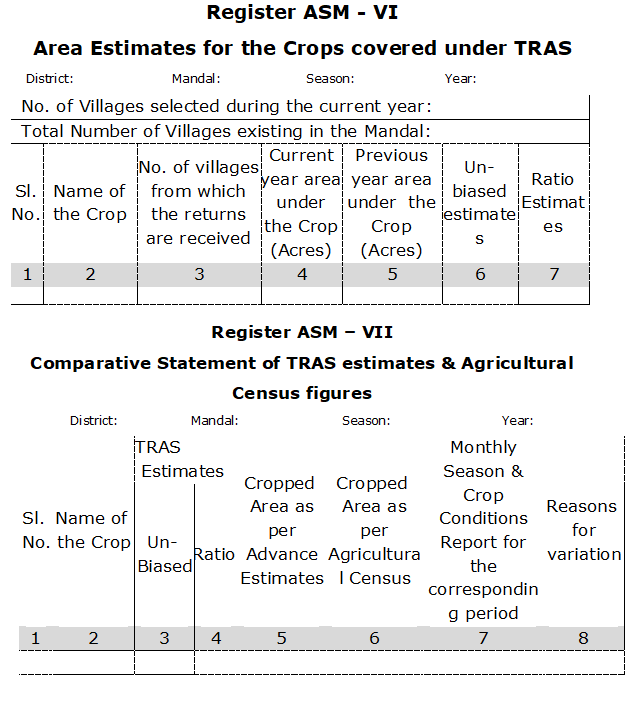 Register ASM - VI
Area Estimates for the Crops covered under TRAS
District: Mandal: Season: Year:
No. of Villages selected during the current year:
Total Number of Villages existing in the Mandal:
Sl.
No.
Name of
the Crop
No. of villages
from which
the returns
are received
Current
year area
under
the Crop
(Acres)
Previous
year area
under the
Crop
(Acres)
Un-
biased
estimate
s
Ratio
Estimat
es
1 2 3 4 5 6 7
Register ASM – VII
Comparative Statement of TRAS estimates & Agricultural
Census figures
District: Mandal: Season: Year:
Sl.
No.
Name of
the Crop
TRAS
Estimates
Un-
Biased
Ratio
Cropped
Area as
per
Advance
Estimates
Cropped
Area as
per
Agricultura
l Census
Monthly
Season &
Crop
Conditions
Report for
the
correspondin
g period
Reasons
for
variation
1 2 3 4 5 6 7 8